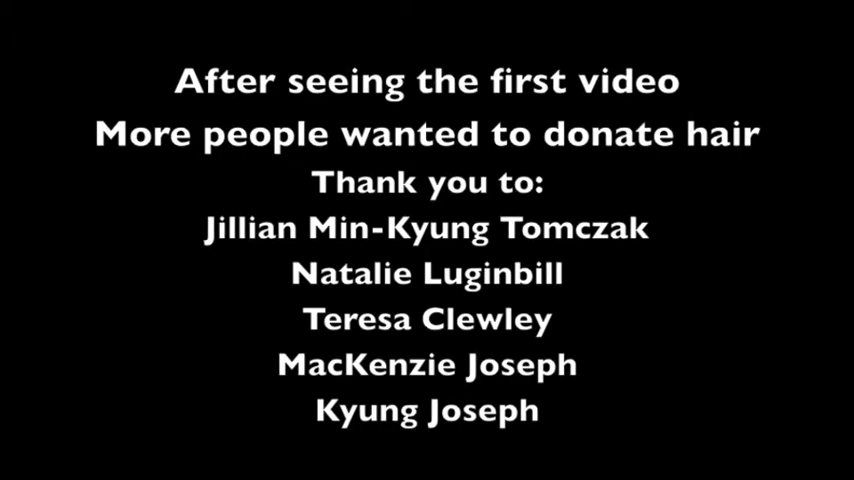 After seeing the first video
More people wanted to donate hair
Thank you to:
Jillian Min-Kyung Tomczak
Natalie Luginbill
Teresa Clewley
MacKenzie Joseph
Kyung Joseph